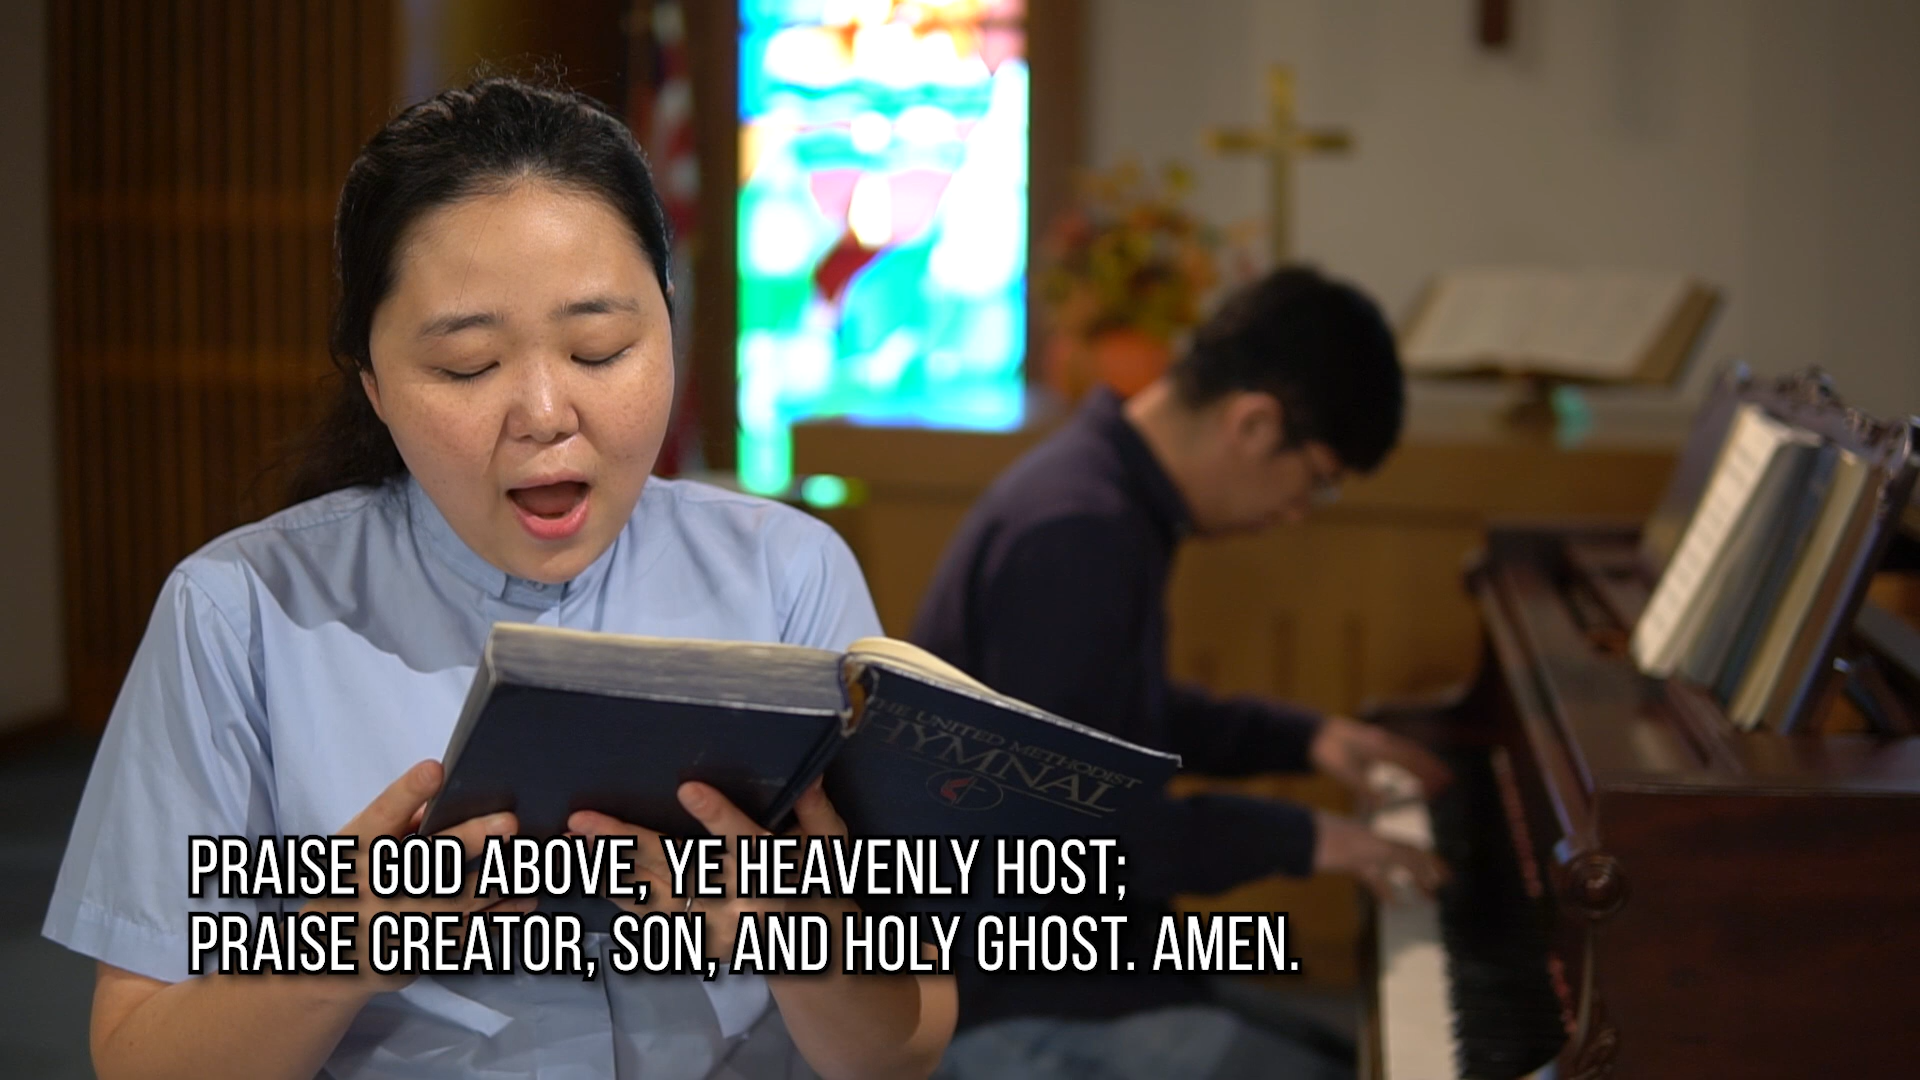 THE UNITED METHODIST
HYMNAL
PRAISE GOD ABOVE, YE HEAVENLY HOST;
PRAISE CREATOR, SON, AND HOLY GHOST. AMEN.